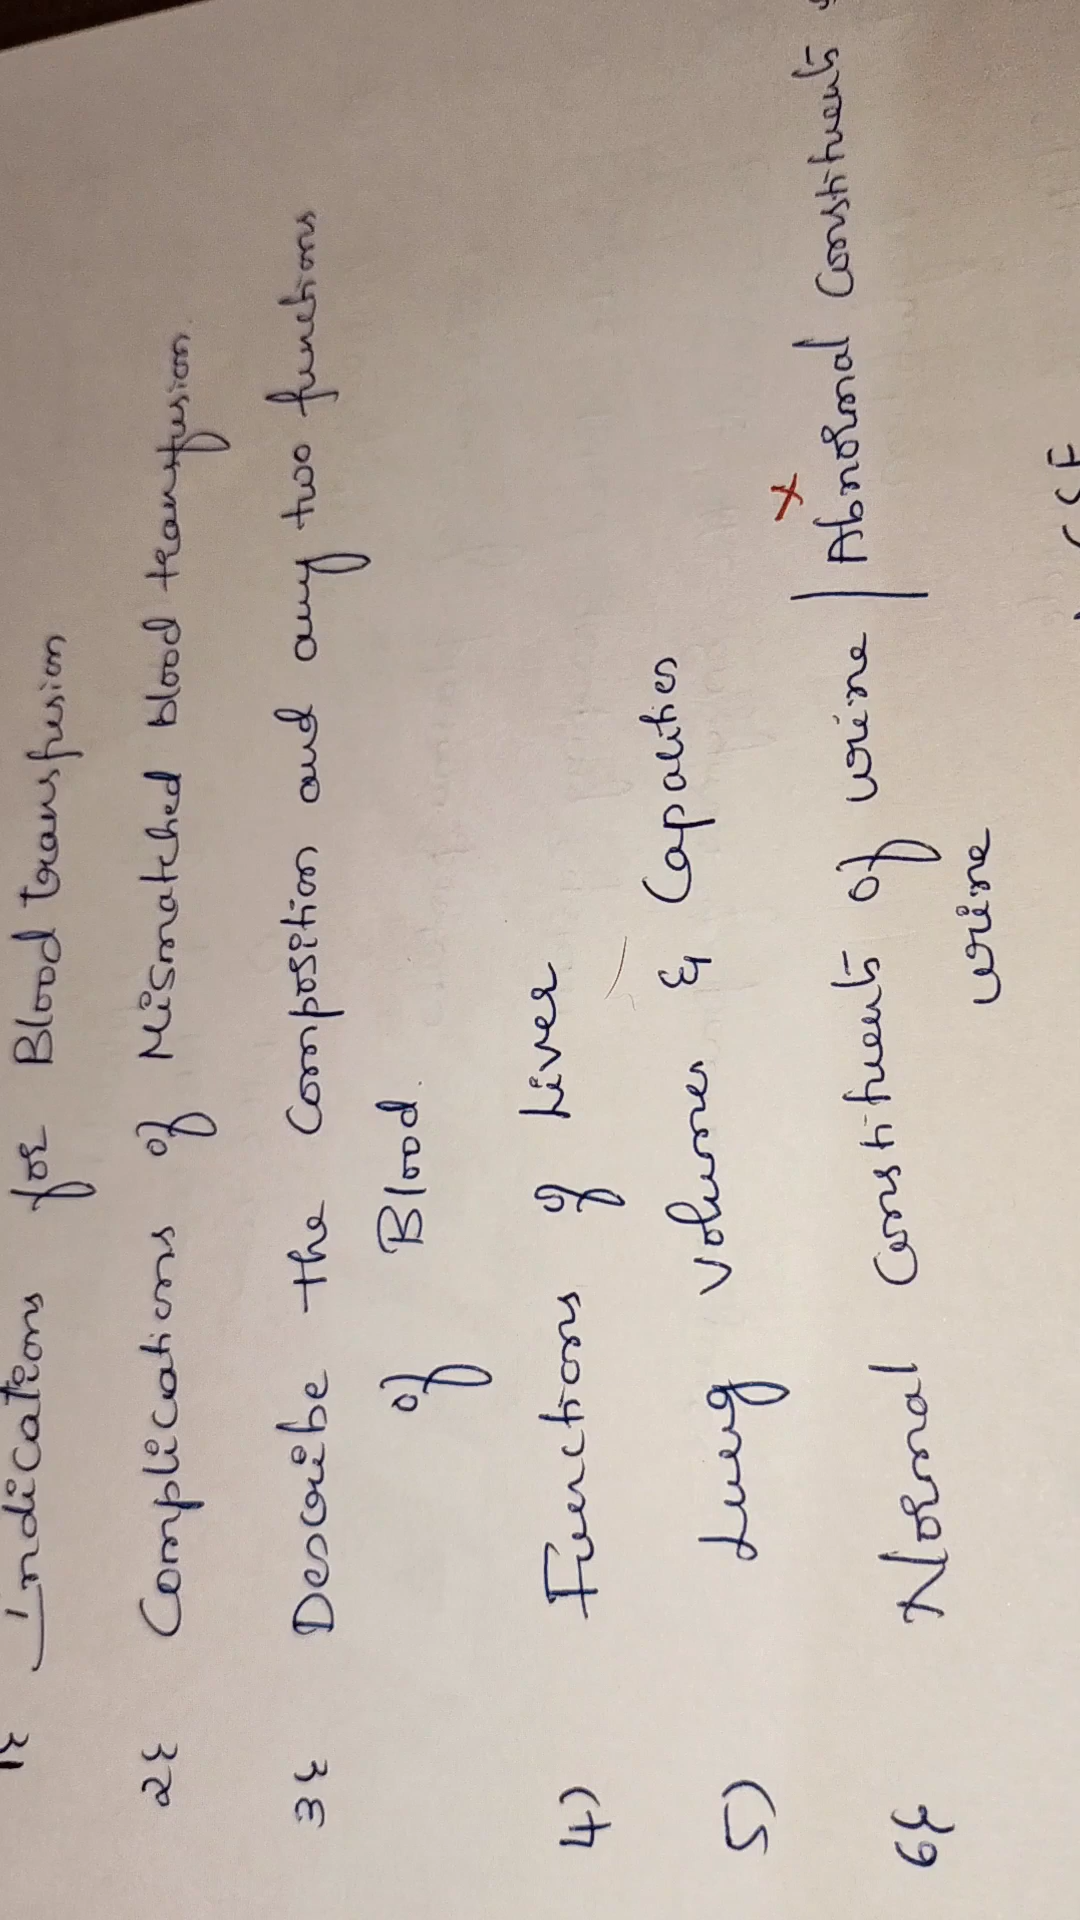 1} Indications for Blood transfusion
2} Complications of Mismatched blood transfusion.
3} Describe the Composition and any two functions
of Blood.
4) Functions of Liver
5) Lung volumes & Capacities
x
6} Normal Constituents of urine | Abnormal Constituents
urine
CSF